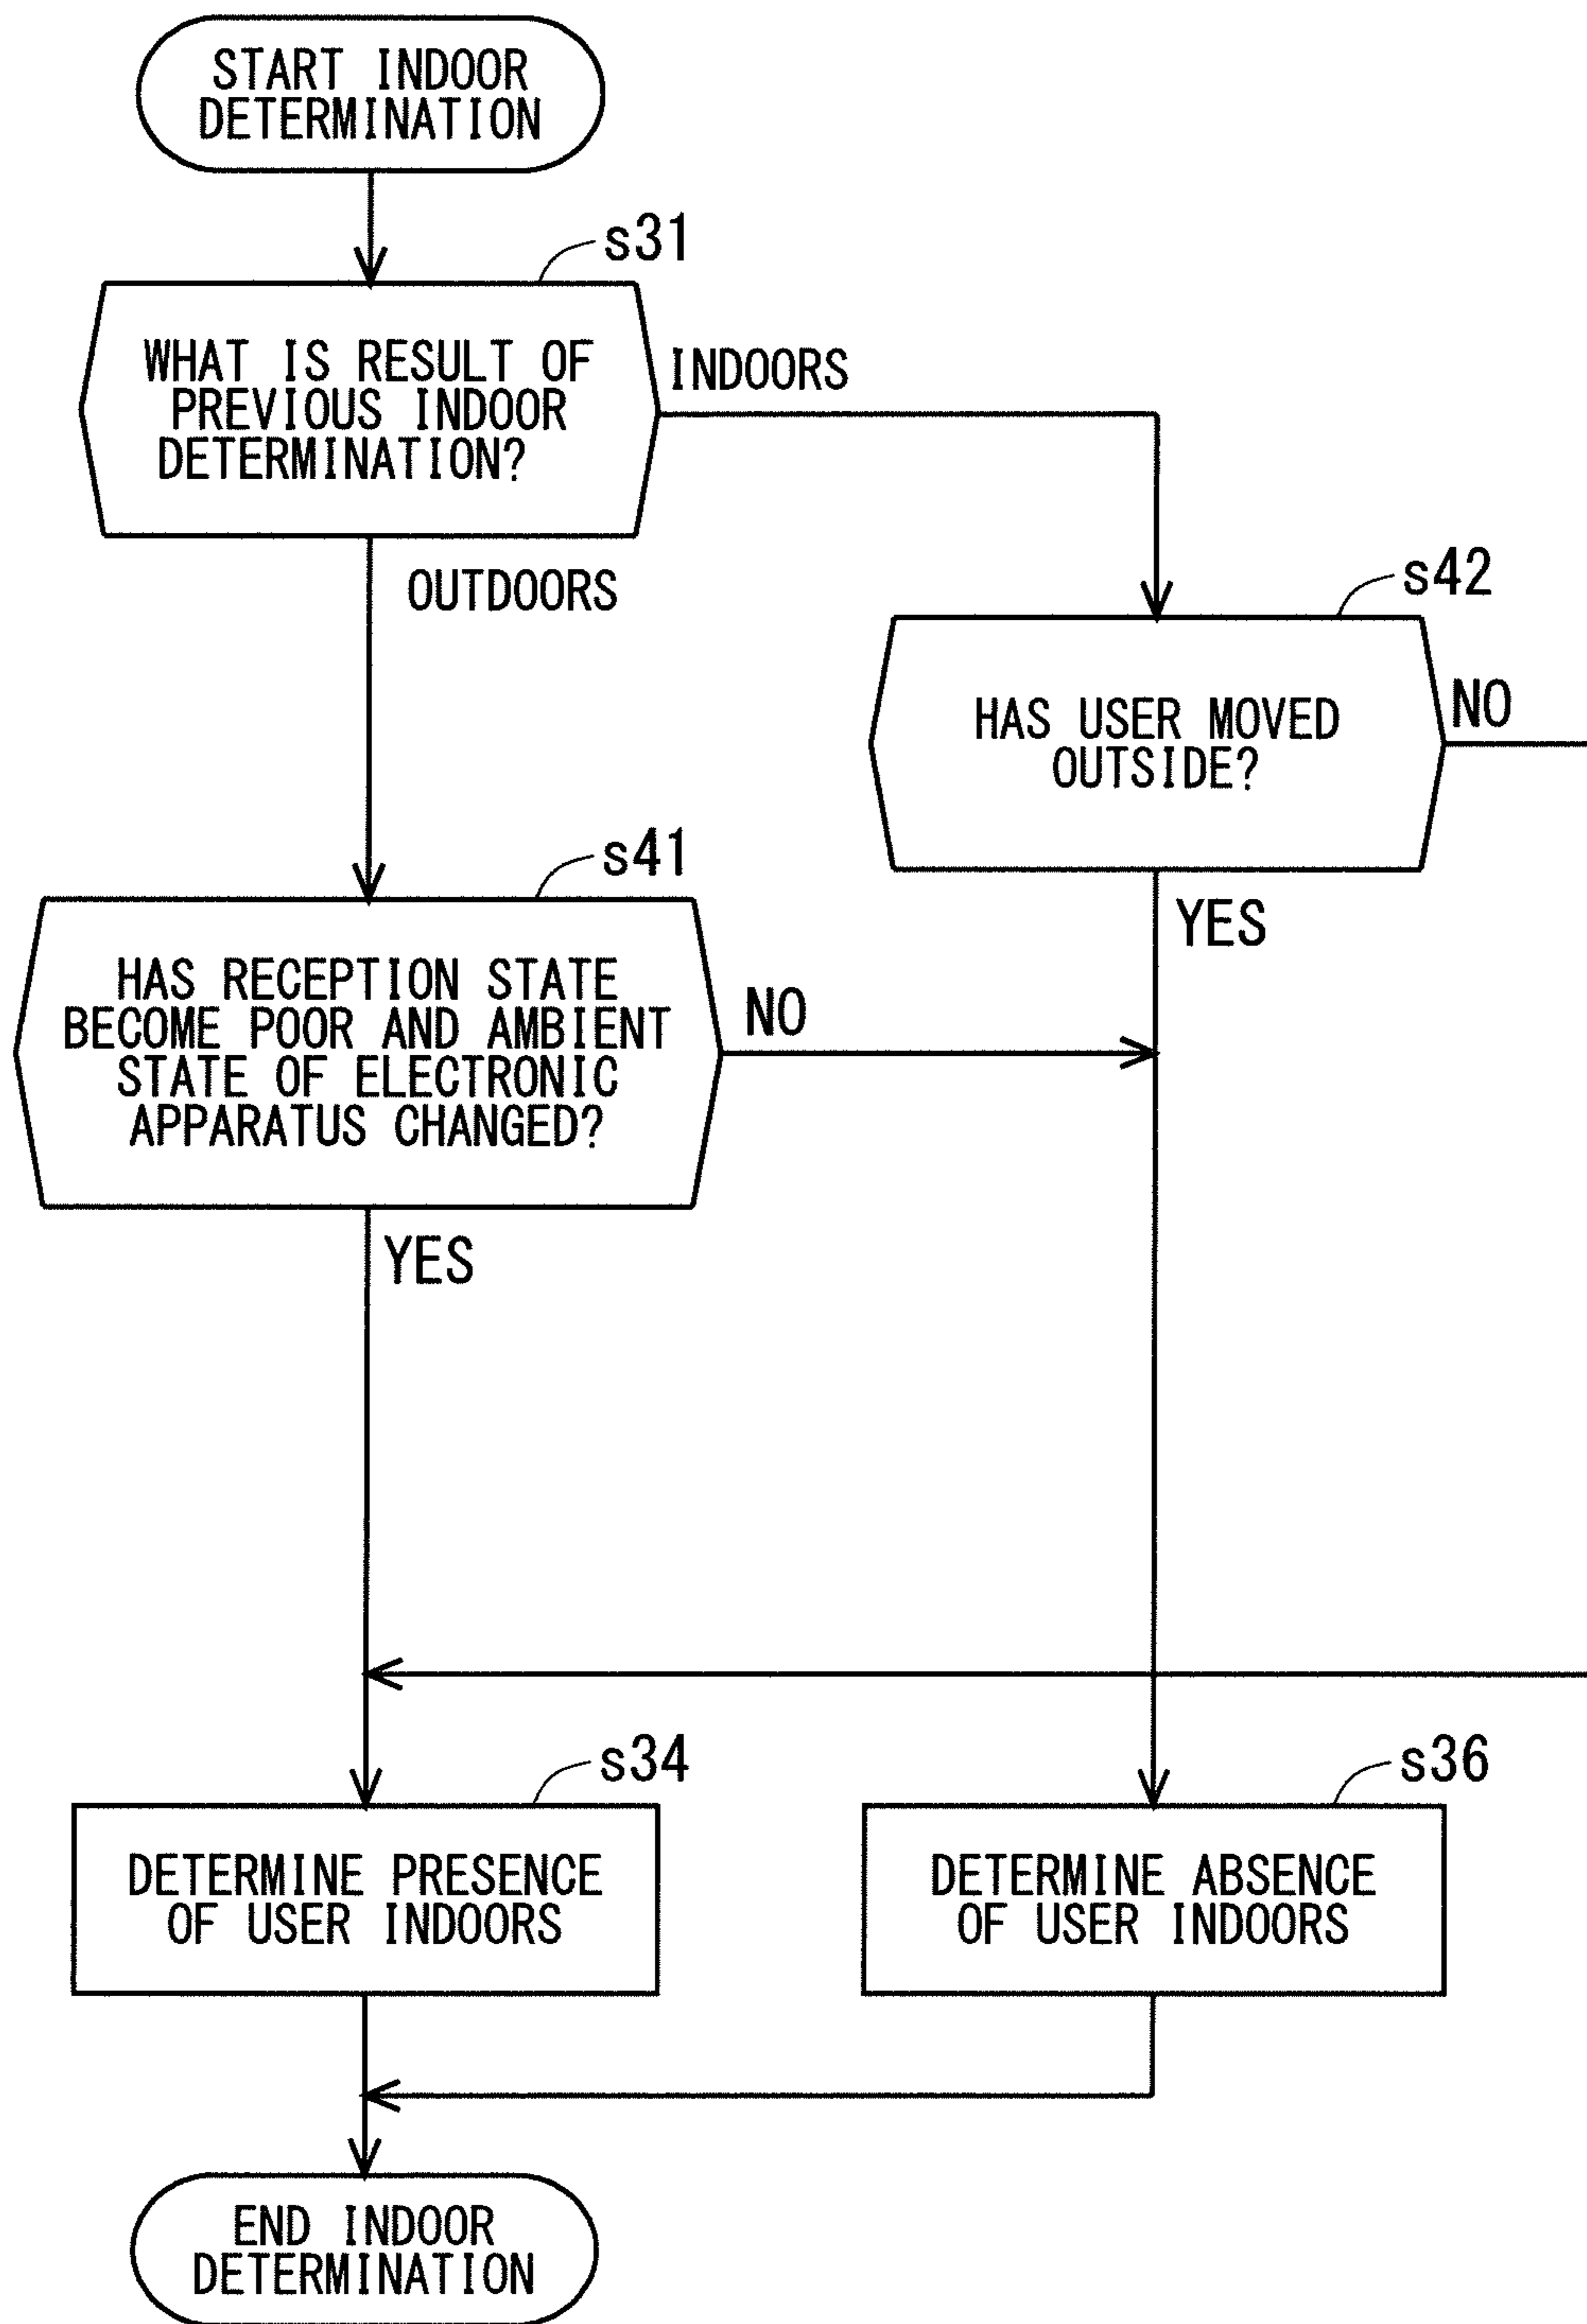 START INDOOR
DETERMINATION
s31
WHAT IS RESULT OF
PREVIOUS INDOOR
DETERMINATION?
INDOORS
OUTDOORS
s42
HAS USER MOVED
OUTSIDE?
NO
YES
s41
HAS RECEPTION STATE
BECOME POOR AND AMBIENT
STATE OF ELECTRONIC
APPARATUS CHANGED?
NO
YES
s34
DETERMINE PRESENCE
OF USER INDOORS
s36
DETERMINE ABSENCE
OF USER INDOORS
END INDOOR
DETERMINATION